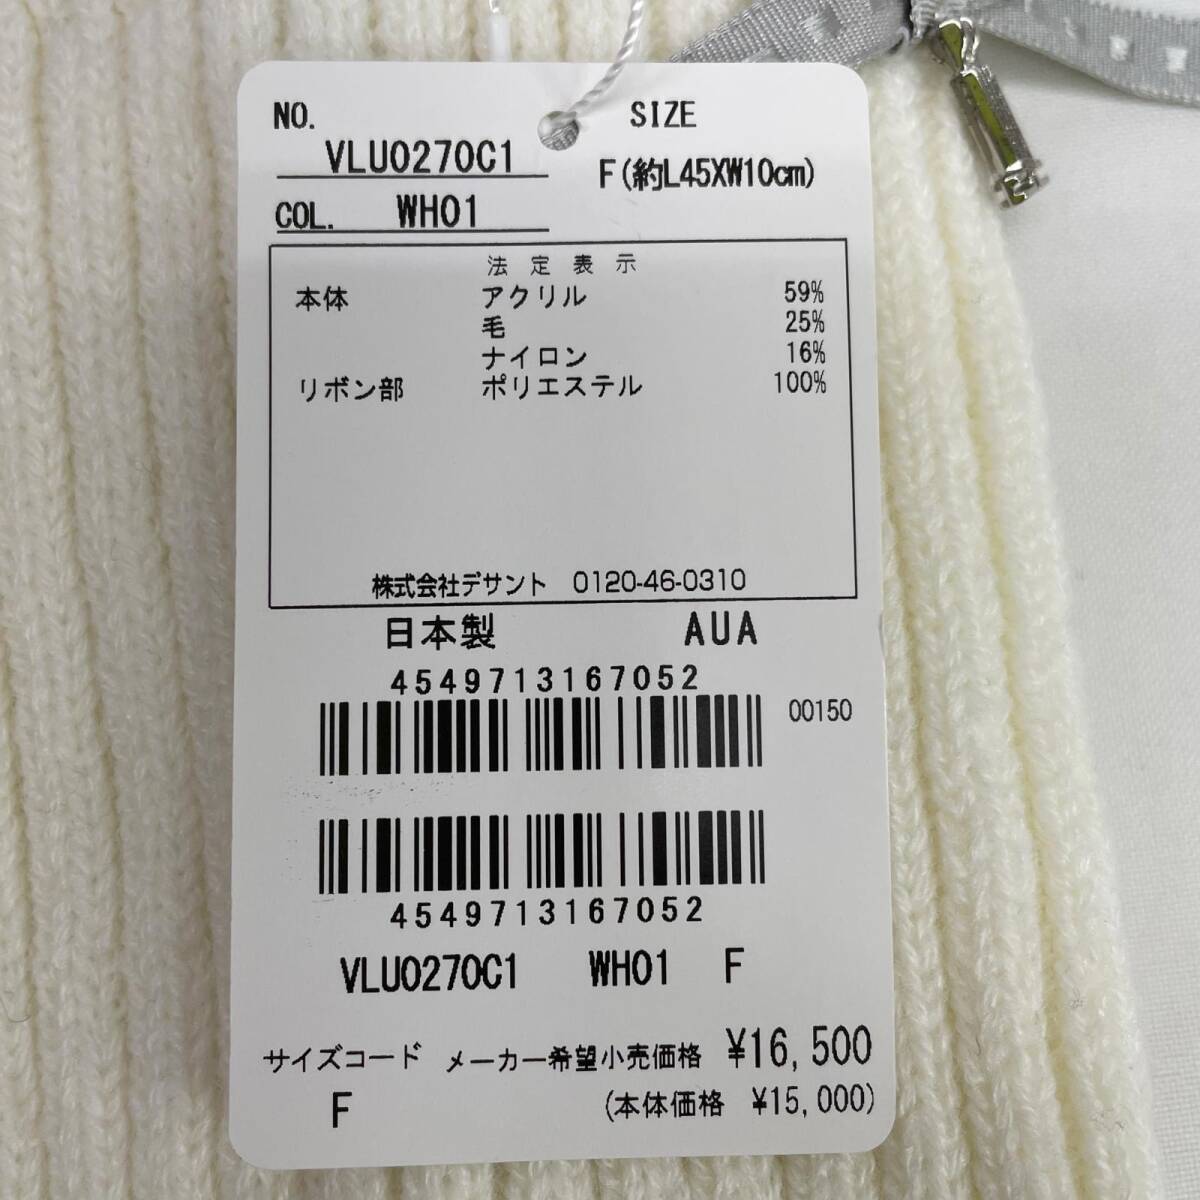 NO.
VLU0270C1
SIZE
F(約L45XW10cm)
COL. WH01
法定表示
本体 アクリル 59%
毛 25%
ナイロン 16%
リボン部 ポリエステル 100%
株式会社デサント 0120-46-0310
日本製 AUA
4549713167052
00150
4549713167052
VLU0270C1 WH01 F
サイズコード メーカー希望小売価格 ¥16,500
F (本体価格 ¥15,000)